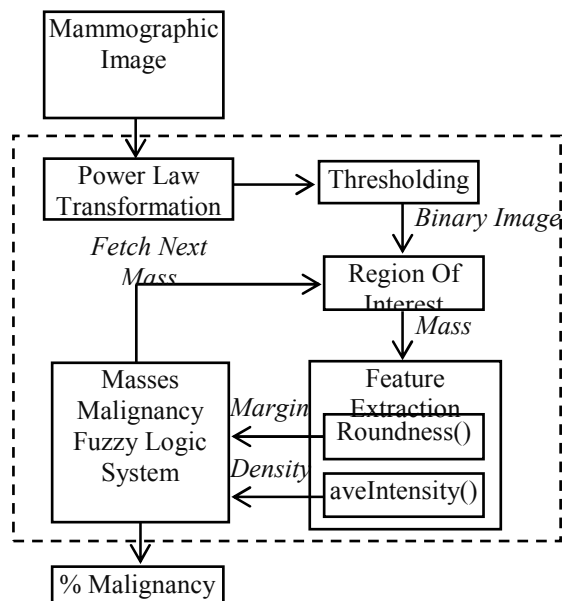 Mammographic
Image
Power Law
Transformation
Thresholding
Binary Image
Fetch Next
Mass
Region Of
Interest
Mass
Masses
Malignancy
Fuzzy Logic
System
Margin
Density
Feature
Extraction
Roundness()
aveIntensity()
% Malignancy